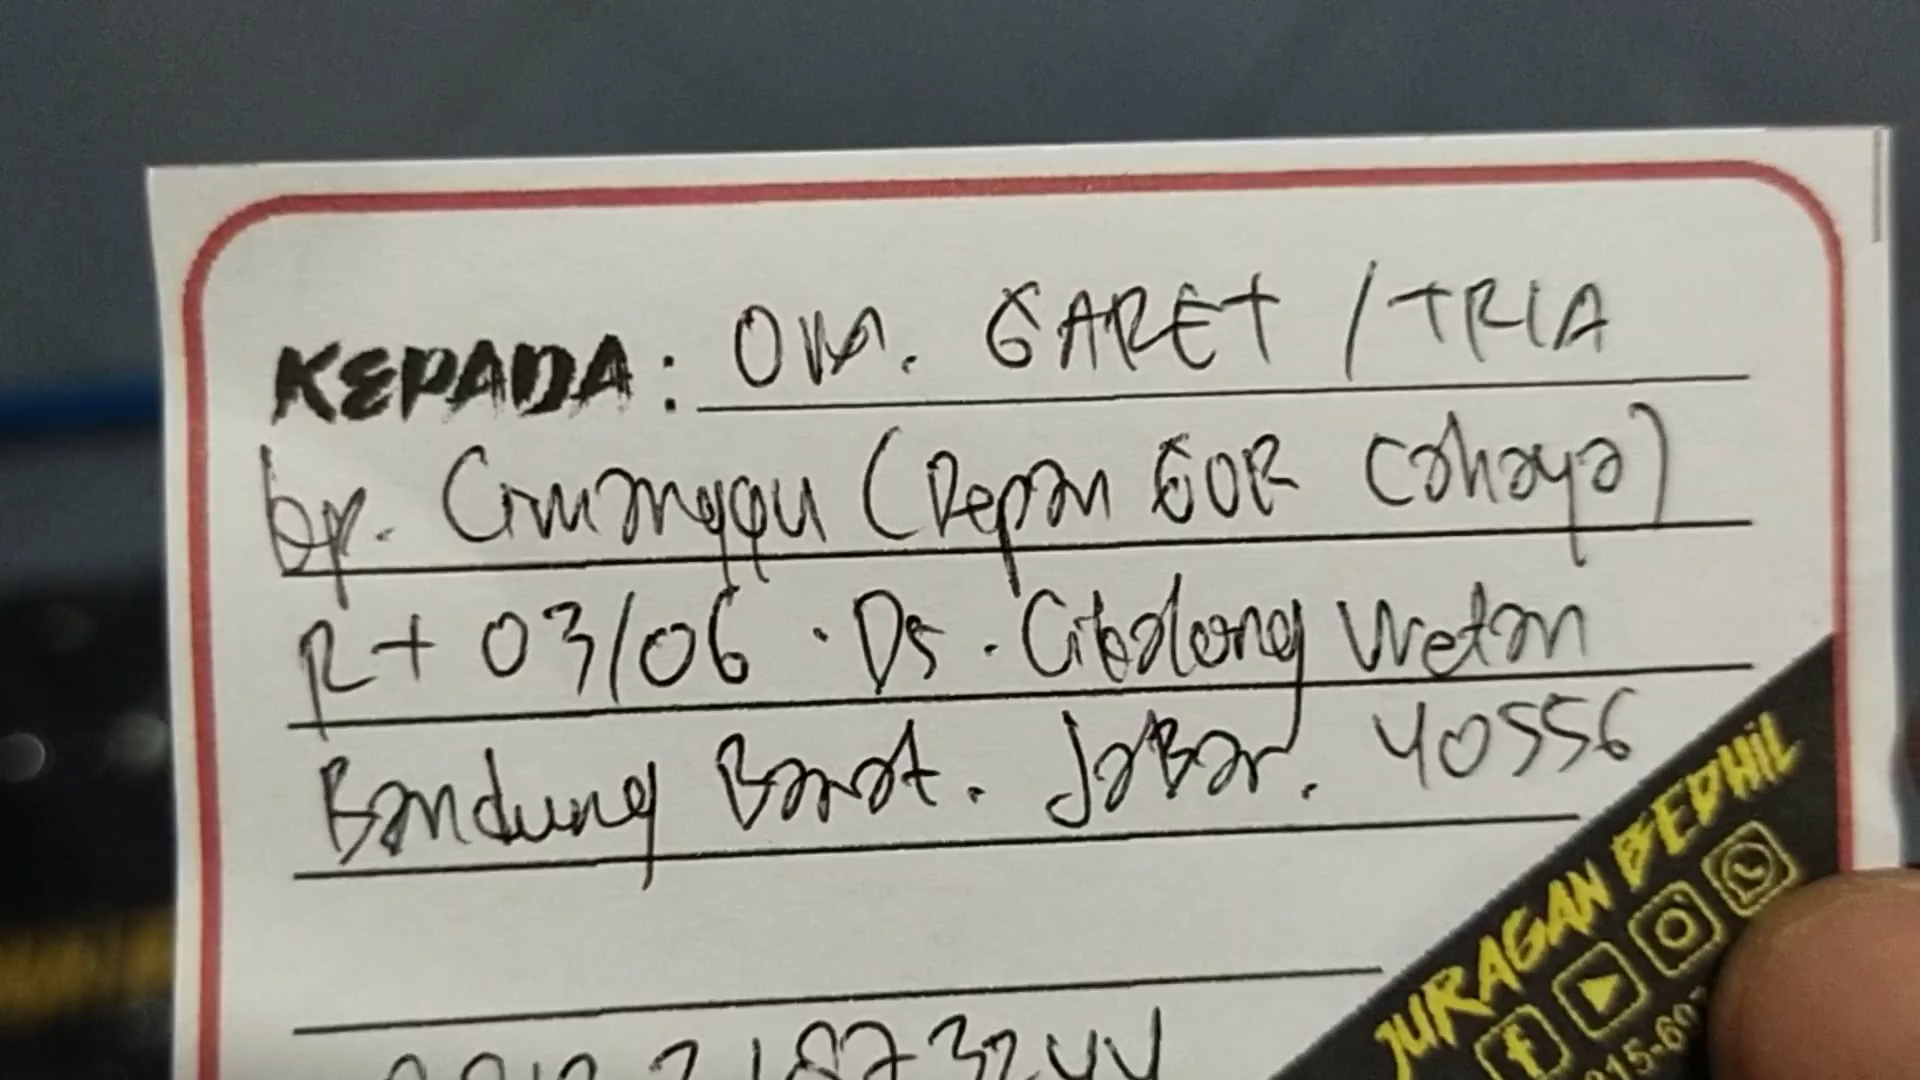 KEPADA: OM. GARET / TRIA
kp. Cimanggu (Depan GOR Cahaya)
Rt 03/06 . Ds . Cikalong Wetan
Bandung Barat. JaBar. 40556
JURAGAN BEDHIL